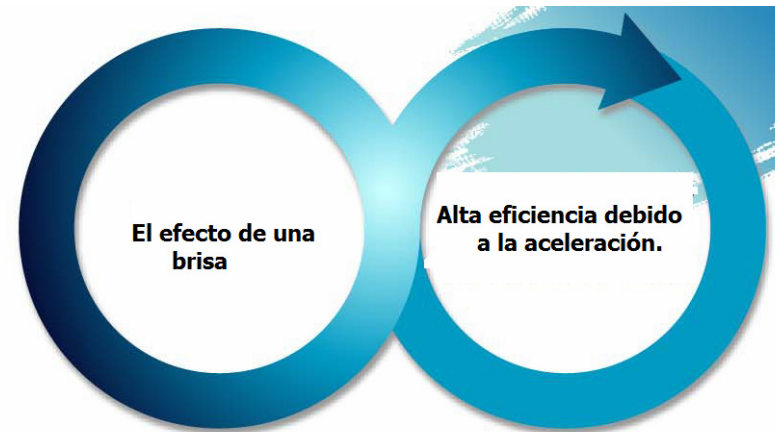 El efecto de una
brisa
Alta eficiencia debido
a la aceleración.